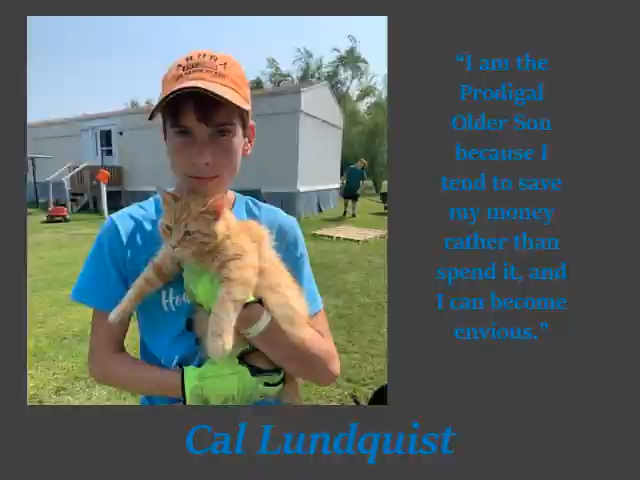 “I am the
Prodigal
Older Son
because I
tend to save
my money
rather than
spend it, and
I can become
envious.”
Cal Lundquist